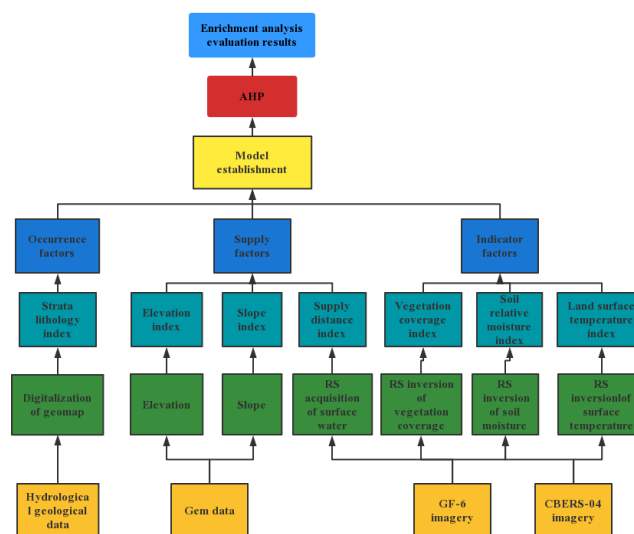 Enrichment analysis
evaluation results
AHP
Model
establishment
Occurrence
factors
Supply
factors
Indicator
factors
Strata
lithology
index
Elevation
index
Slope
index
Supply
distance
index
Vegetation
coverage
index
Soil
relative
moisture
index
Land surface
temperature
index
Digitalization
of geomap
Elevation
Slope
RS
acquisition
of surface
water
RS inversion
of
vegetation
coverage
RS
inversion
of soil
moisture
RS
inversionlof
surface
temperature
Hydrologica
l geological
data
Gem data
GF-6
imagery
CBERS-04
imagery